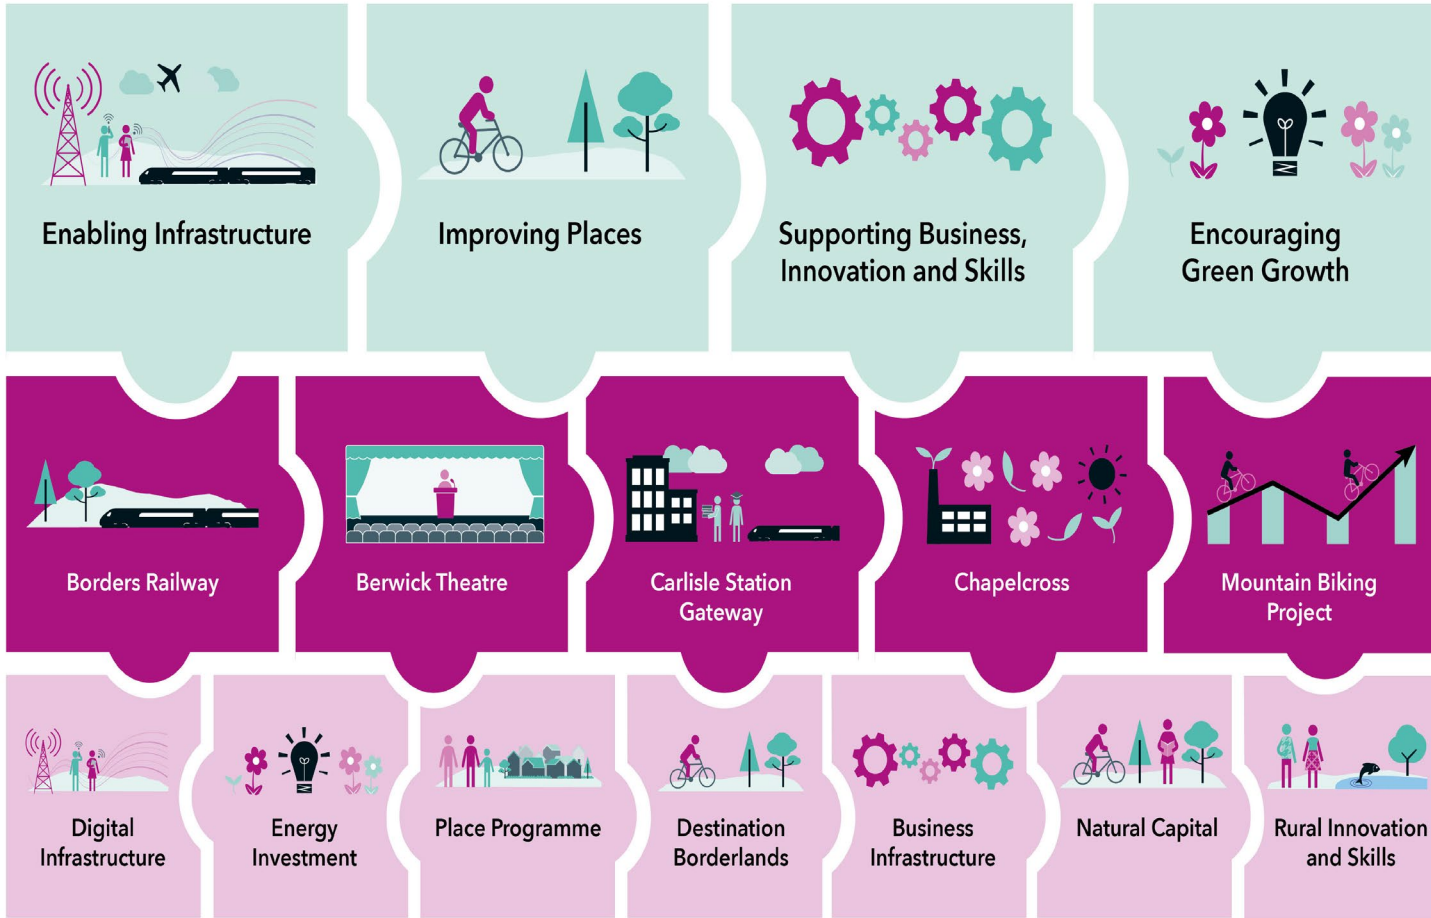 Enabling Infrastructure
Improving Places
Supporting Business,
Innovation and Skills
Encouraging
Green Growth
Borders Railway
Berwick Theatre
Carlisle Station
Gateway
Chapelcross
Mountain Biking
Project
Digital
Infrastructure
Energy
Investment
Place Programme
Destination
Borderlands
Business
Infrastructure
Natural Capital
Rural Innovation
and Skills